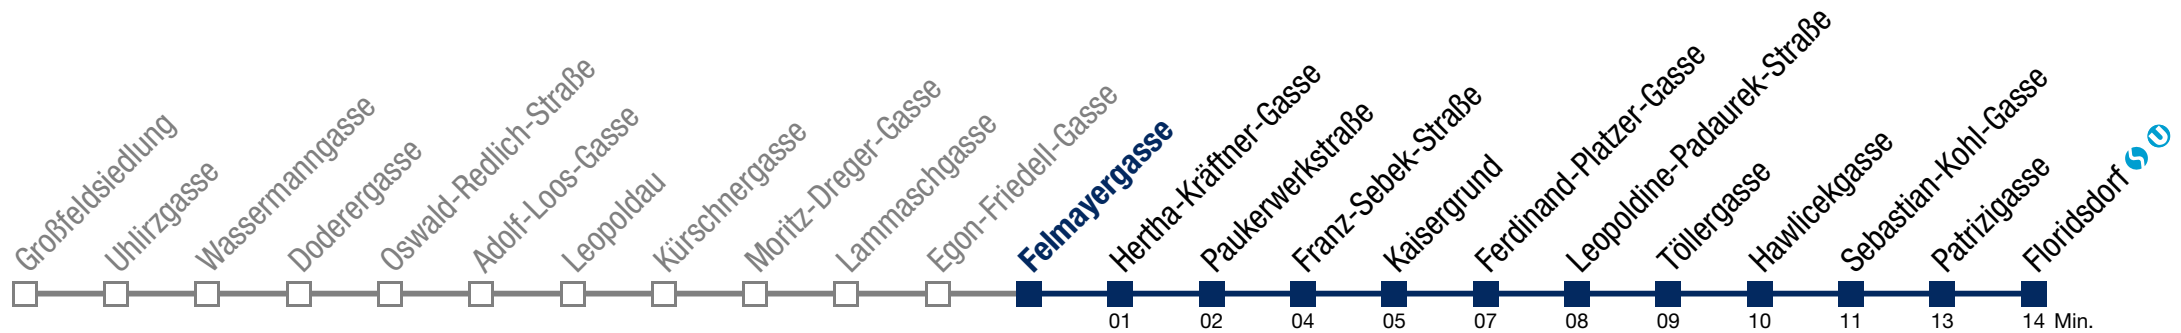 Großfeldsiedlung
Uhlirzgasse
Wassermanngasse
Doderergasse
Oswald-Redlich-Straße
Adolf-Loos-Gasse
Leopoldau
Kürschnergasse
Moritz-Dreger-Gasse
Lammaschgasse
Egon-Friedell-Gasse
Felmayergasse
Hertha-Kräftner-Gasse
Paukerwerkstraße
Franz-Sebek-Straße
Kaisergrund
Ferdinand-Platzer-Gasse
Leopoldine-Padaurek-Straße
Töllergasse
Hawlicekgasse
Sebastian-Kohl-Gasse
Patrizigasse
Floridsdorf S U
01 02 04 05 07 08 09 10 11 13 14 Min.